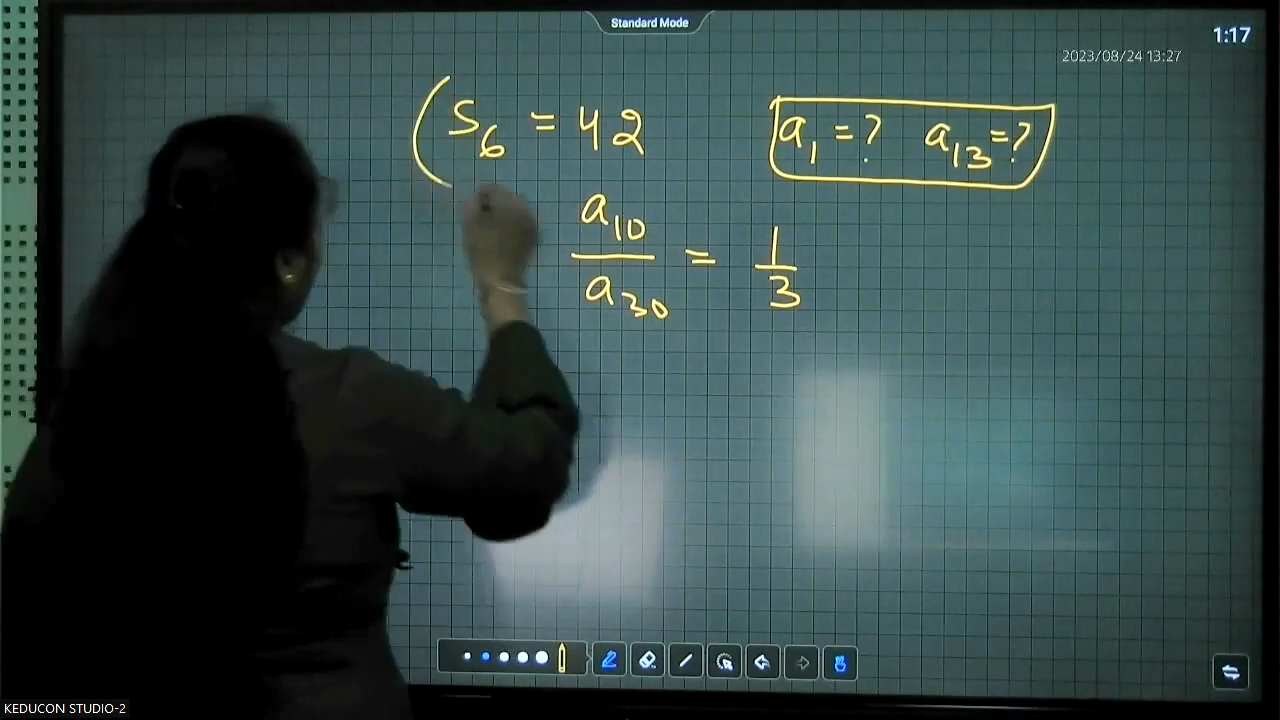 Standard Mode
1:17
2023/08/24 13:27
S6 = 42
a1 = ? a13 = ?
a10 / a30 = 1 / 3
KEDUCON STUDIO-2